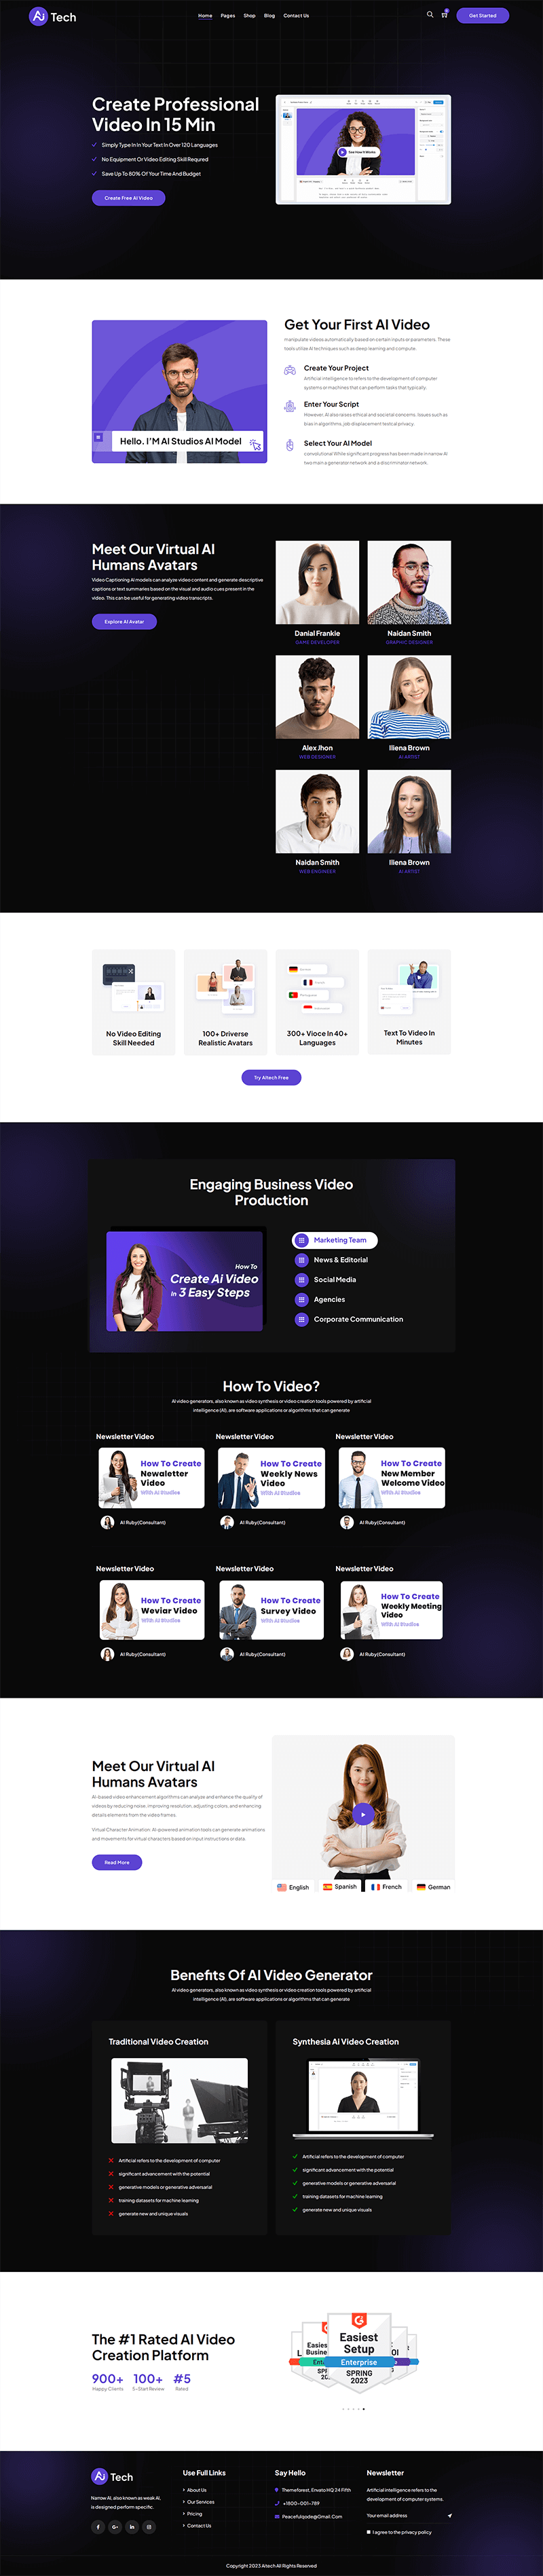 Ai Tech
Home Pages Shop Blog Contact Us
0
Get Started
Create Professional
Video In 15 Min
Simply Type In In Your Text In Over 120 Languages
No Equipment Or Video Editing Skill Requred
Save Up To 80% Of Your Time And Budget
Create Free AI Video
Get Your First AI Video
manipulate videos automatically based on certain inputs or parameters. These
tools utilize AI techniques such as deep learning and compute.
Create Your Project
Artificial intelligence to refers to the development of computer
systems or machines that can perform tasks that typically.
Enter Your Script
However, AI also raises ethical and societal concerns. Issues such as
bias in algorithms, job displacement textical privacy.
Select Your AI Model
convolutional While significant progress has been made in narrow AI
two main a generator network and a discriminator network.
Hello. I'M AI Studios AI Model
Meet Our Virtual AI
Humans Avatars
Video Captioning AI models can analyze video content and generate descriptive
captions or text summaries based on the visual and audio cues present in the
video. This can be useful for generating video transcripts.
Explore AI Avatar
Danial Frankie
GAME DEVELOPER
Naidan Smith
GRAPHIC DESIGNER
Alex Jhon
WEB DESIGNER
Iliena Brown
AI ARTIST
Naidan Smith
WEB ENGINEER
Iliena Brown
AI ARTIST
No Video Editing
Skill Needed
100+ Driverse
Realistic Avatars
300+ Vioce In 40+
Languages
Text To Video In
Minutes
Try Aitech Free
Engaging Business Video
Production
How To
Create Ai Video
In 3 Easy Steps
Marketing Team
News & Editorial
Social Media
Agencies
Corporate Communication
How To Video?
AI video generators, also known as video synthesis or video creation tools powered by artificial
intelligence (AI), are software applications or algorithms that can generate
Newsletter Video
How To Create
Newaletter
Video
With AI Studios
AI Ruby(Consultant)
Newsletter Video
How To Create
Weekly News
Video
With AI Studios
AI Ruby(Consultant)
Newsletter Video
How To Create
New Member
Welcome Video
With AI Studios
AI Ruby(Consultant)
Newsletter Video
How To Create
Weviar Video
With AI Studios
AI Ruby(Consultant)
Newsletter Video
How To Create
Survey Video
With AI Studios
AI Ruby(Consultant)
Newsletter Video
How To Create
Weekly Meeting
Video
With AI Studios
AI Ruby(Consultant)
Meet Our Virtual AI
Humans Avatars
AI-based video enhancement algorithms can analyze and enhance the quality of
videos by reducing noise, improving resolution, adjusting colors, and enhancing
details elements from the video frames.
Virtual Character Animation: AI-powered animation tools can generate animations
and movements for virtual characters based on input instructions or data.
Read More
English Spanish French German
Benefits Of AI Video Generator
AI video generators, also known as video synthesis or video creation tools powered by artificial
intelligence (AI), are software applications or algorithms that can generate
Traditional Video Creation
Artificial refers to the development of computer
significant advancement with the potential
generative models or generative adversarial
training datasets for machine learning
generate new and unique visuals
Synthesia Ai Video Creation
Artificial refers to the development of computer
significant advancement with the potential
generative models or generative adversarial
training datasets for machine learning
generate new and unique visuals
The #1 Rated AI Video
Creation Platform
900+ 100+ #5
Happy Clients 5-Start Review Rated
Easiest
Setup
Enterprise
SPRING
2023
Ai Tech
Narrow AI, also known as weak AI,
is designed perform specific.
Use Full Links
About Us
Our Services
Pricing
Contact Us
Say Hello
Themeforest, Envato HQ 24 Fifth
+1800-001-789
Peacefulqode@Gmail.Com
Newsletter
Artificial intelligence refers to the
development of computer systems.
Your email address
I agree to the privacy policy
Copyright 2023 Aitech All Rights Reserved